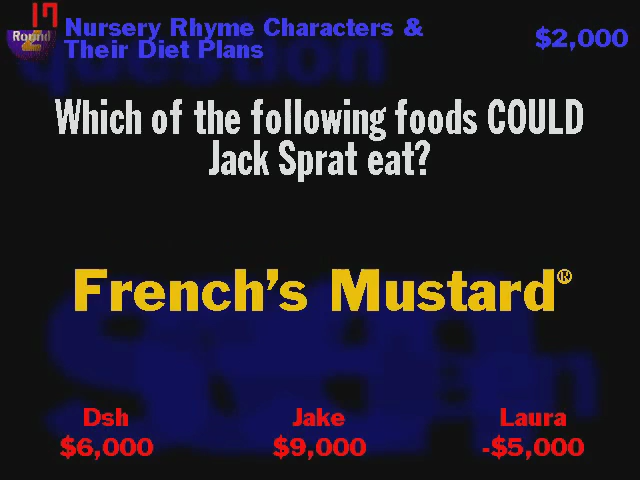 17
Round
2
Nursery Rhyme Characters &
Their Diet Plans
$2,000
question
Which of the following foods COULD
Jack Sprat eat?
French's Mustard®
Dsh
Jake
Laura
$6,000
$9,000
-$5,000